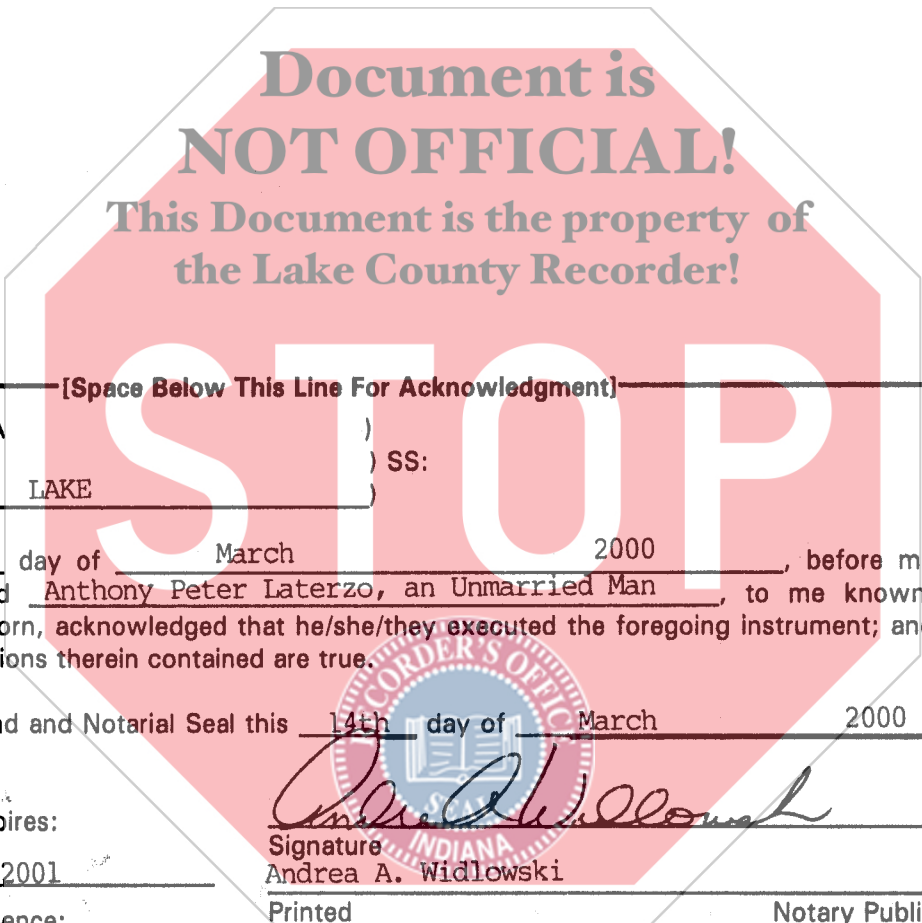 Document is
NOT OFFICIAL!
This Document is the property of
the Lake County Recorder!
STOP
[Space Below This Line For Acknowledgment]
)
) SS:
LAKE )
day of March 2000, before m
Anthony Peter Laterzo, an Unmarried Man, to me known
orn, acknowledged that he/she/they executed the foregoing instrument; an
ions therein contained are true.
RECORDER'S OFFICE
nd and Notarial Seal this 14th day of March 2000
SEAL
INDIANA
pires:
Signature
2001 Andrea A. Widlowski
ence: Printed Notary Publi